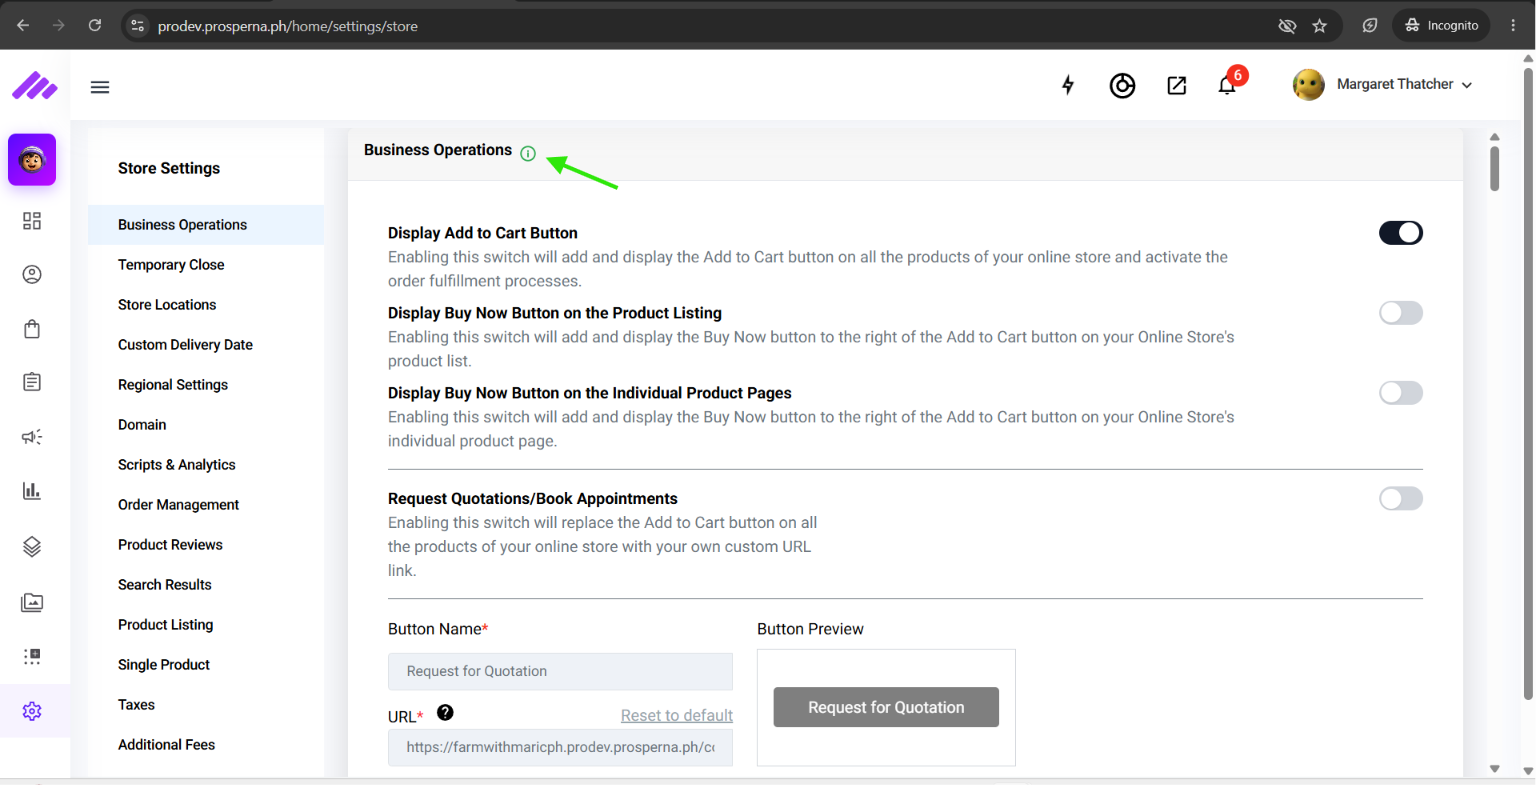 prodev.prosperna.ph/home/settings/store
Incognito
6
Margaret Thatcher
Store Settings
Business Operations
Temporary Close
Store Locations
Custom Delivery Date
Regional Settings
Domain
Scripts & Analytics
Order Management
Product Reviews
Search Results
Product Listing
Single Product
Taxes
Additional Fees
Business Operations
Display Add to Cart Button
Enabling this switch will add and display the Add to Cart button on all the products of your online store and activate the
order fulfillment processes.
Display Buy Now Button on the Product Listing
Enabling this switch will add and display the Buy Now button to the right of the Add to Cart button on your Online Store's
product list.
Display Buy Now Button on the Individual Product Pages
Enabling this switch will add and display the Buy Now button to the right of the Add to Cart button on your Online Store's
individual product page.
Request Quotations/Book Appointments
Enabling this switch will replace the Add to Cart button on all
the products of your online store with your own custom URL
link.
Button Name*
Request for Quotation
URL* ?
Reset to default
https://farmwithmaricph.prodev.prosperna.ph/cc
Button Preview
Request for Quotation